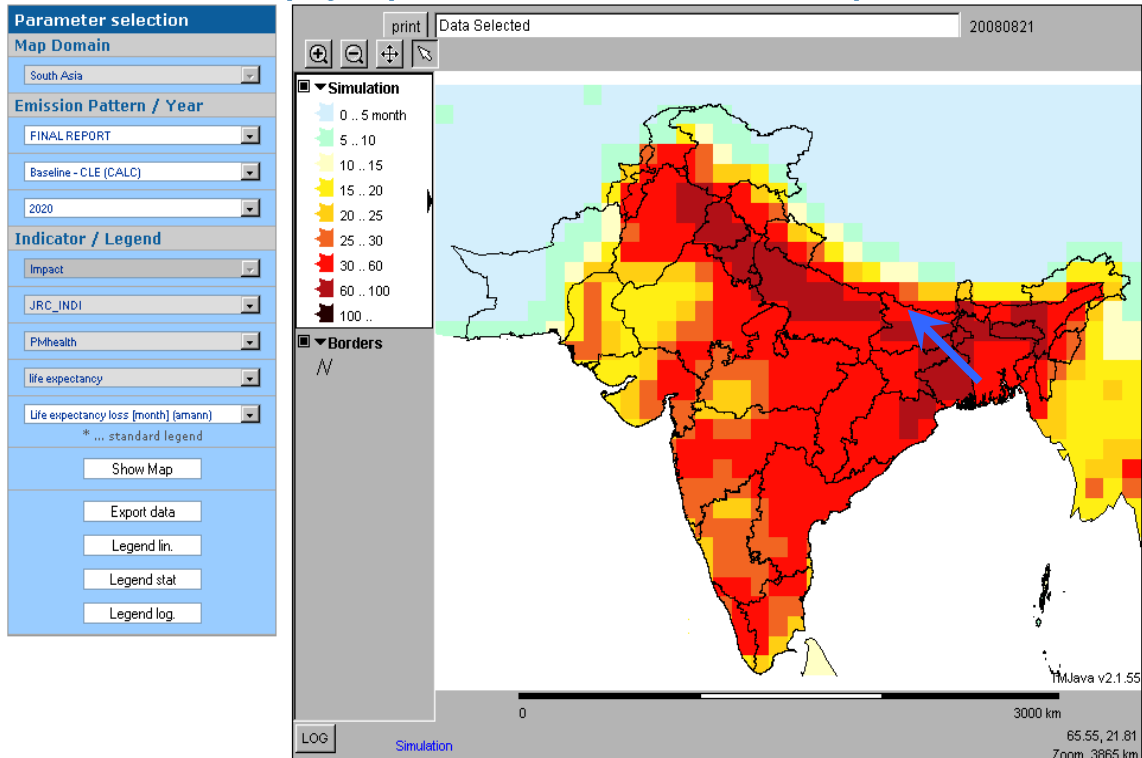 Parameter selection
Map Domain
South Asia
Emission Pattern / Year
FINAL REPORT
Baseline - CLE (CALC)
2020
Indicator / Legend
Impact
JRC_INDI
PMhealth
life expectancy
Life expectancy loss [month] (amann)
* ... standard legend
Show Map
Export data
Legend lin.
Legend stat
Legend log.
print Data Selected 20080821
Simulation
0 .. 5 month
5 .. 10
10 .. 15
15 .. 20
20 .. 25
25 .. 30
30 .. 60
60 .. 100
100 ..
Borders
TMJava v2.1.55
0 3000 km
LOG
Simulation
65.55, 21.81
Zoom 3865 km